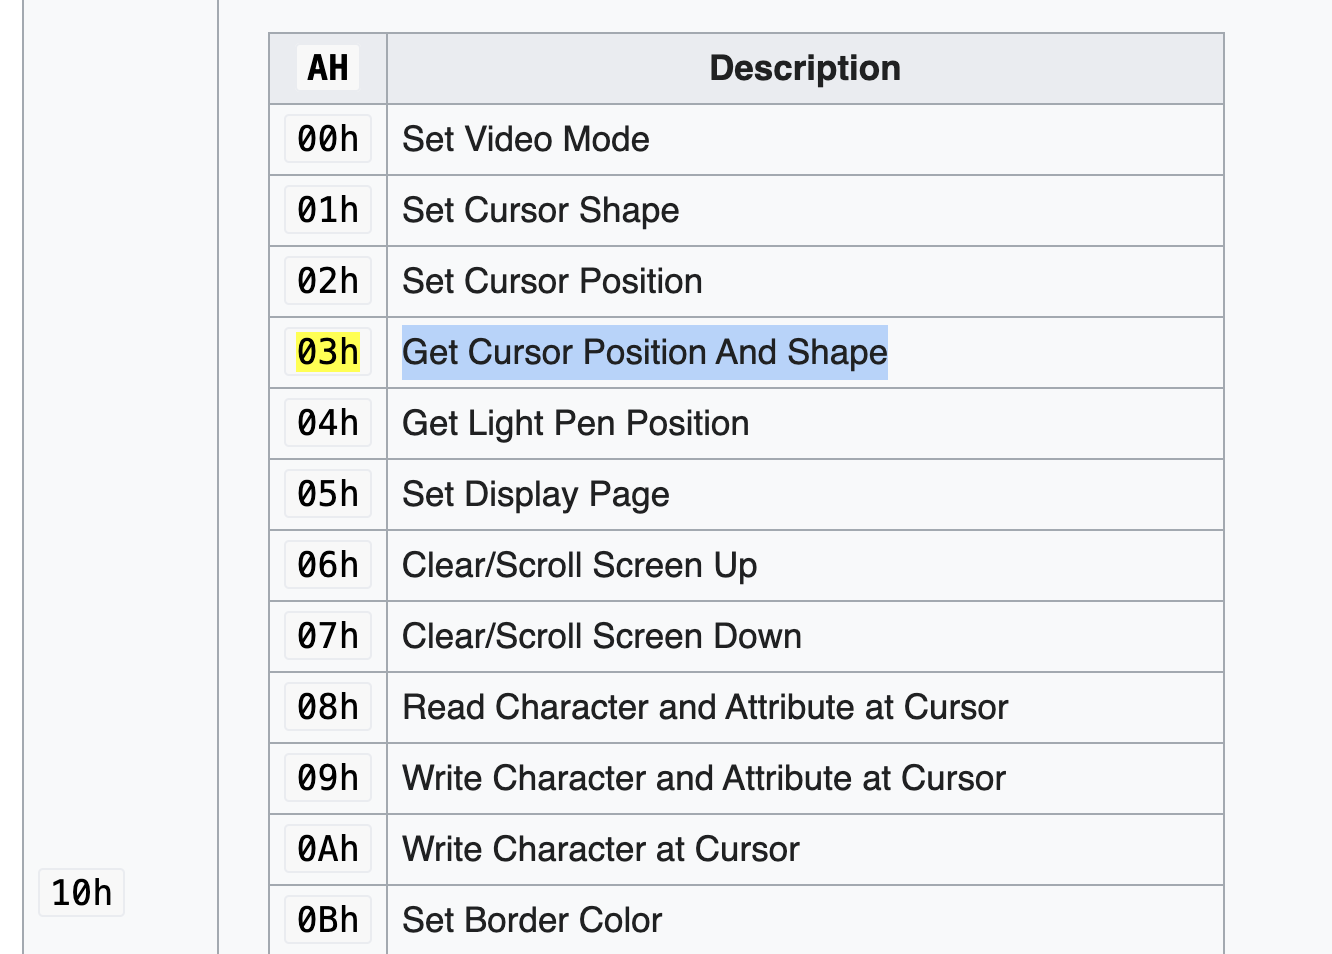 AH Description
00h Set Video Mode
01h Set Cursor Shape
02h Set Cursor Position
03h Get Cursor Position And Shape
04h Get Light Pen Position
05h Set Display Page
06h Clear/Scroll Screen Up
07h Clear/Scroll Screen Down
08h Read Character and Attribute at Cursor
09h Write Character and Attribute at Cursor
0Ah Write Character at Cursor
10h
0Bh Set Border Color